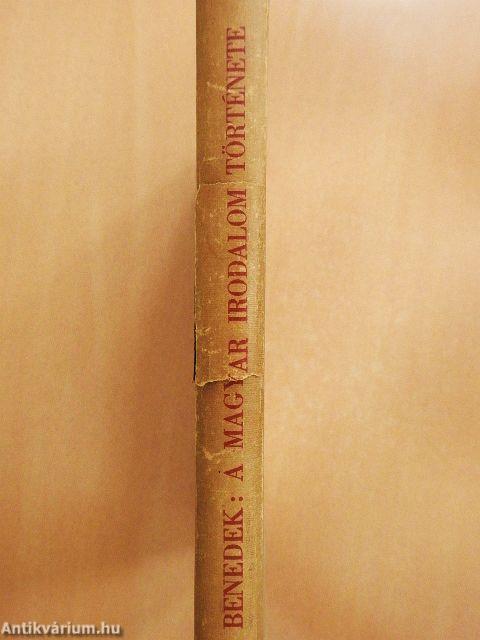 BENEDEK: A MAGYAR IRODALOM TÖRTÉNETE
Antikvárium.hu